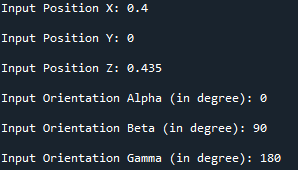 Input Position X: 0.4
Input Position Y: 0
Input Position Z: 0.435
Input Orientation Alpha (in degree): 0
Input Orientation Beta (in degree): 90
Input Orientation Gamma (in degree): 180